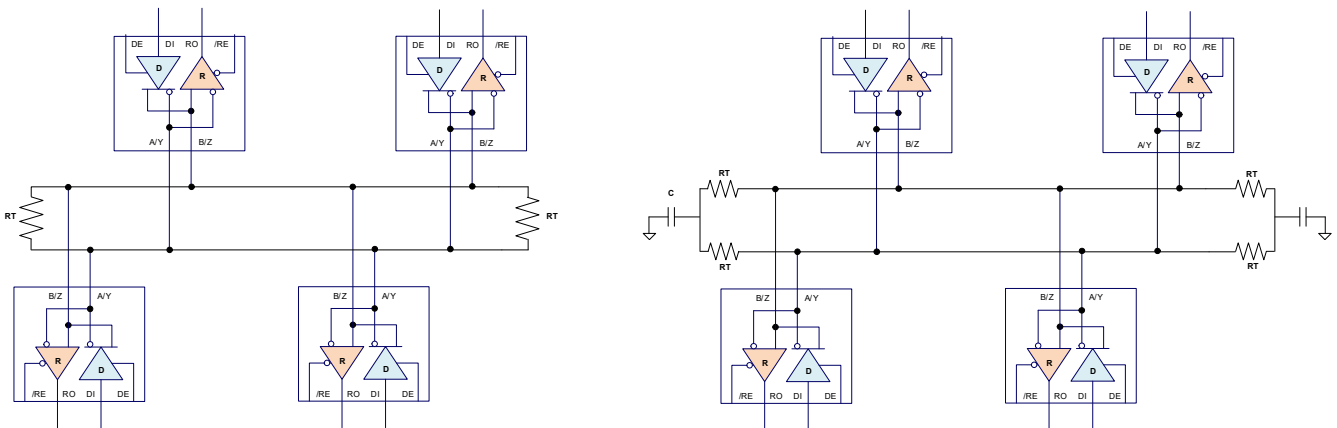 DE DI RO /RE
D R
A/Y B/Z
DE DI RO /RE
D R
A/Y B/Z
RT
RT
B/Z A/Y
R D
/RE RO DI DE
B/Z A/Y
R D
/RE RO DI DE
DE DI RO /RE
D R
A/Y B/Z
DE DI RO /RE
D R
A/Y B/Z
C
RT
RT
RT
RT
B/Z A/Y
R D
/RE RO DI DE
B/Z A/Y
R D
/RE RO DI DE